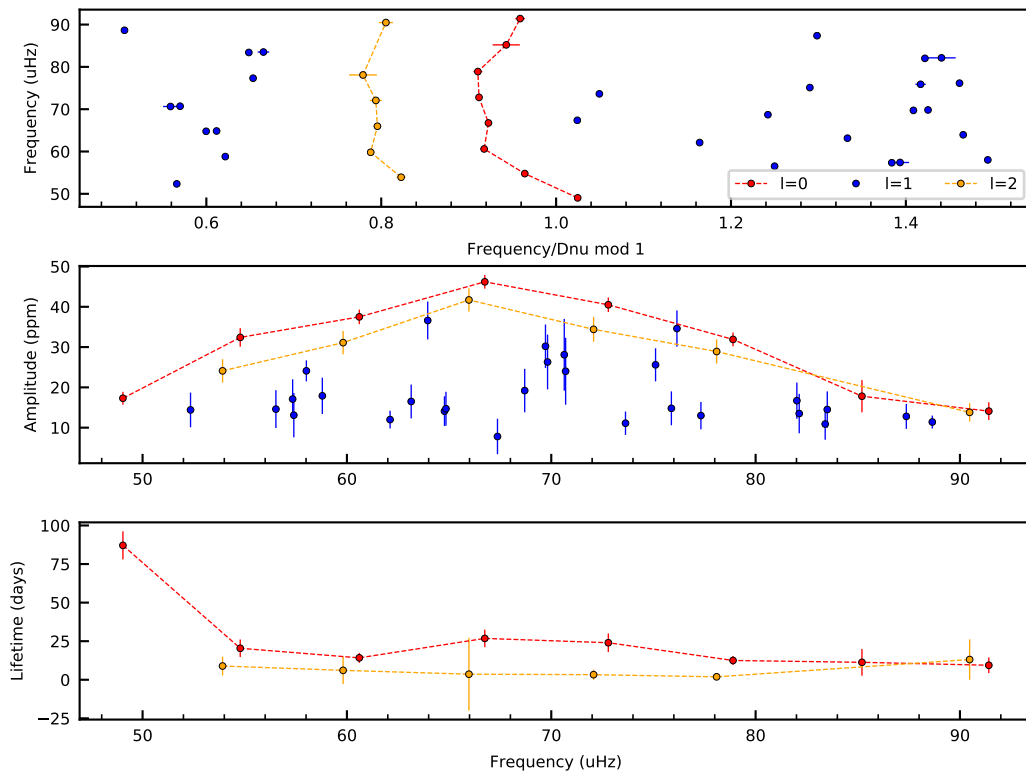 90
80
70
60
50
Frequency (uHz)
0.6 0.8 1.0 1.2 1.4
Frequency/Dnu mod 1
l=0 l=1 l=2
50
40
30
20
10
Amplitude (ppm)
50 60 70 80 90
100
75
50
25
0
−25
Lifetime (days)
50 60 70 80 90
Frequency (uHz)